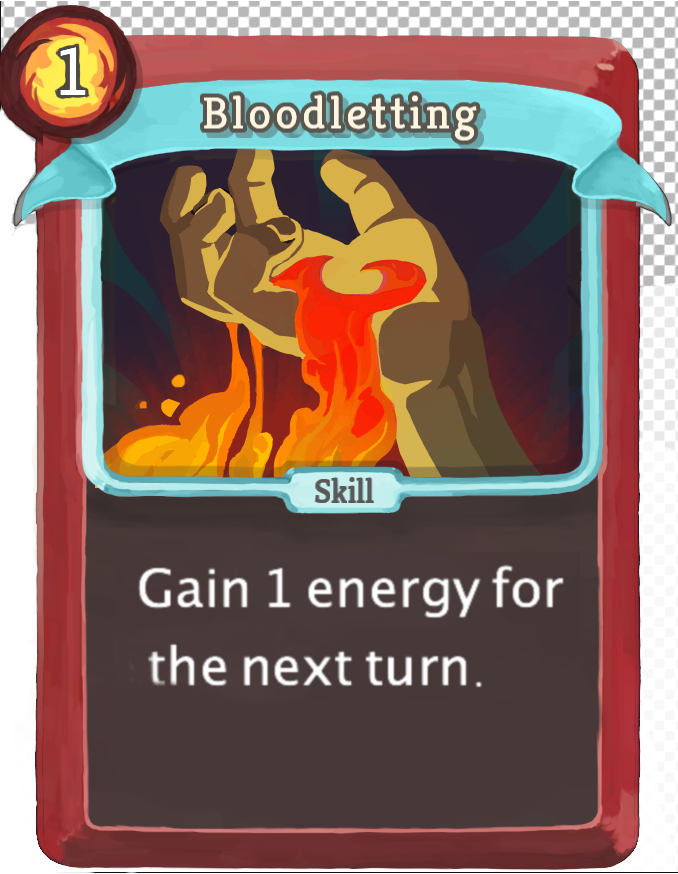 1
Bloodletting
Skill
Gain 1 energy for
the next turn.